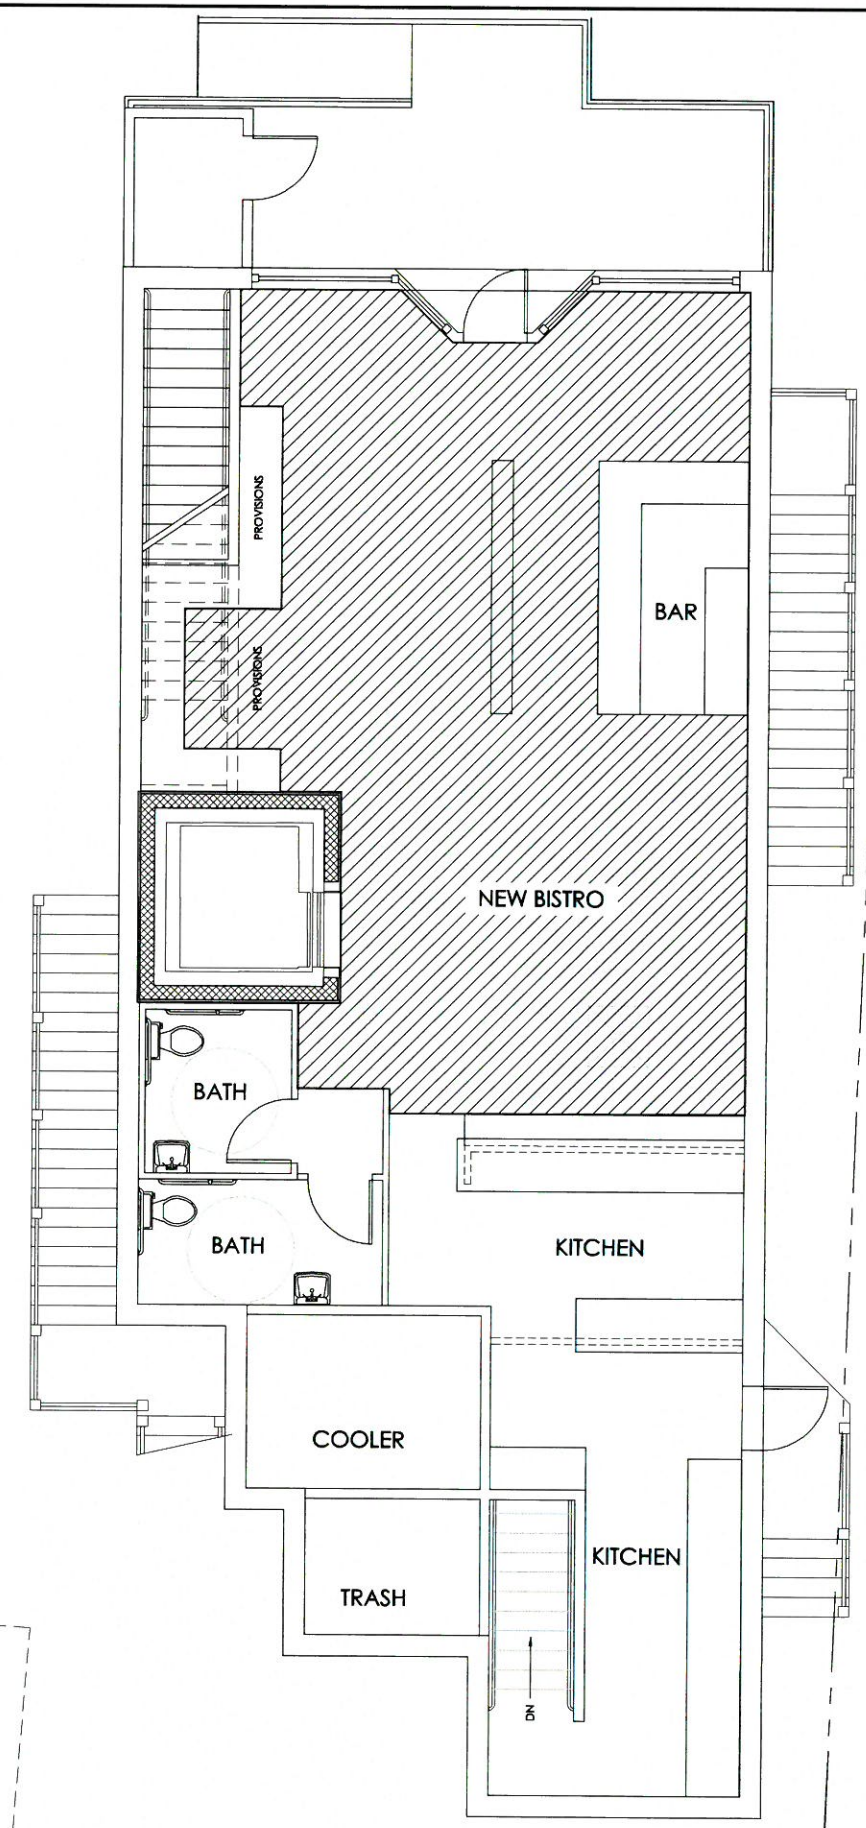 PROVISIONS
BAR
PROVISIONS
NEW BISTRO
BATH
BATH
KITCHEN
COOLER
KITCHEN
TRASH
DN